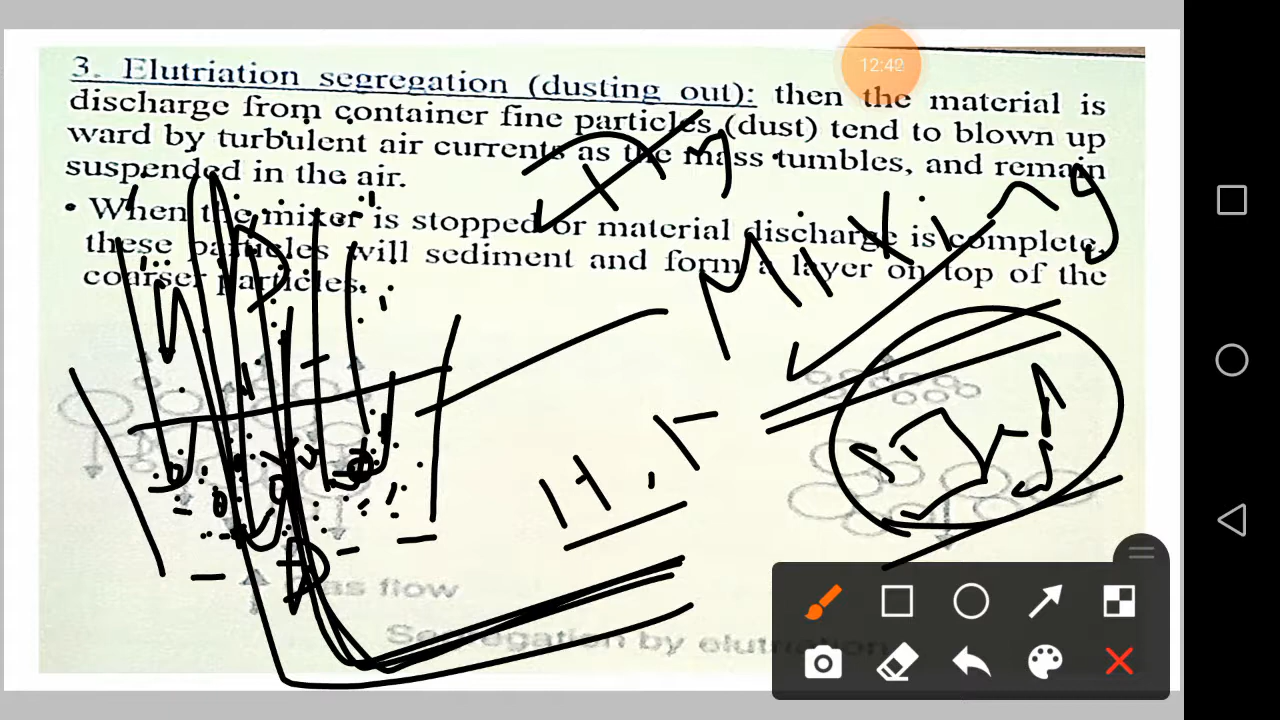 12:42
3. Elutriation segregation (dusting out): then the material is
discharge from container fine particles (dust) tend to blown up
ward by turbulent air currents as the mass tumbles, and remain
suspended in the air.
• When the mixer is stopped or material discharge is complete,
these particles will sediment and form a layer on top of the
coarser particles.
Mixing
H.
as flow
Segregation by elutriation